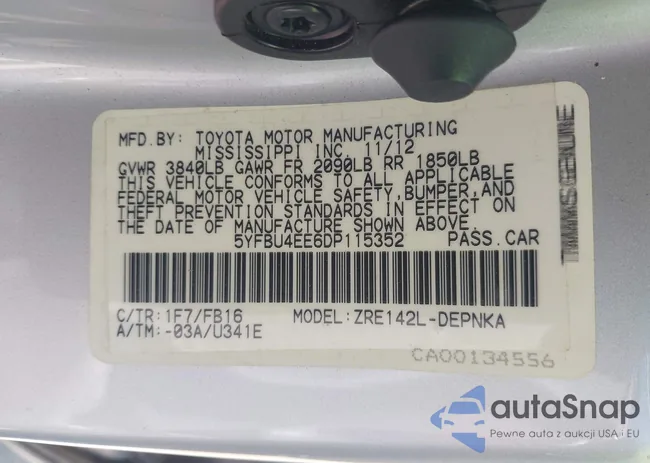 MFD.BY: TOYOTA MOTOR MANUFACTURING
MISSISSIPPI INC. 11/12
GVWR 3840LB GAWR FR 2090LB RR 1850LB
THIS VEHICLE CONFORMS TO ALL APPLICABLE
FEDERAL MOTOR VEHICLE SAFETY,BUMPER,AND
THEFT PREVENTION STANDARDS IN EFFECT ON
THE DATE OF MANUFACTURE SHOWN ABOVE.
5YFBU4EE6DP115352 PASS.CAR
C/TR:1F7/FB16 MODEL:ZRE142L-DEPNKA
A/TM:-03A/U341E
CA00134556
GENUINE
autaSnap
Pewne auta z aukcji USA i EU